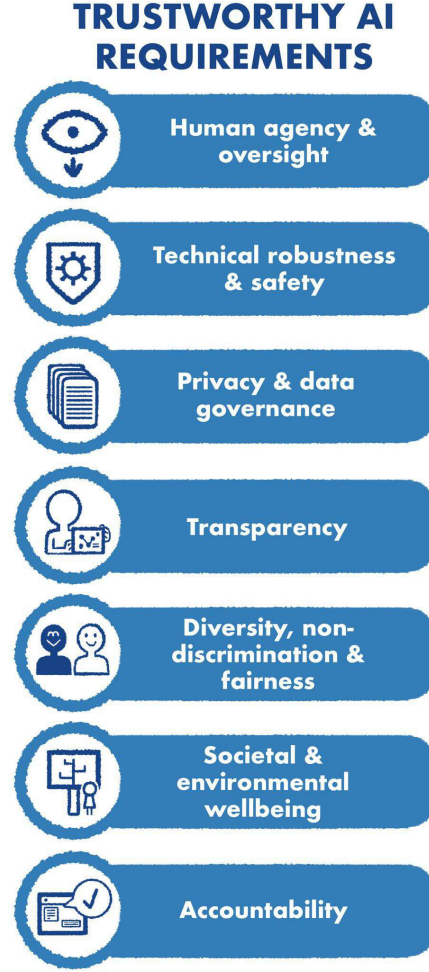 TRUSTWORTHY AI
REQUIREMENTS
Human agency &
oversight
Technical robustness
& safety
Privacy & data
governance
Transparency
Diversity, non-
discrimination &
fairness
Societal &
environmental
wellbeing
Accountability